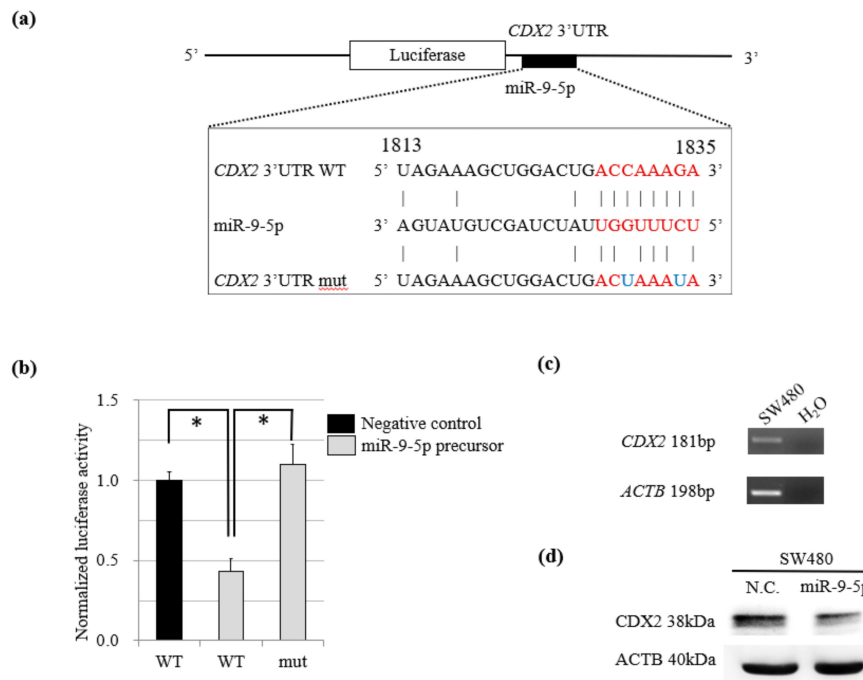 (a)
CDX2 3’UTR
5’ Luciferase 3’
miR-9-5p
1813 1835
CDX2 3’UTR WT 5’ UAGAAAGCUGGACUGACCAAAGA 3’
miR-9-5p 3’ AGUAUGUCGAUCUAUUGGUUUCU 5’
CDX2 3’UTR mut 5’ UAGAAAGCUGGACUGACUAAAUA 3’
(b)
Normalized luciferase activity
1.5
1.0
0.5
0.0
* *
Negative control
miR-9-5p precursor
WT WT mut
(c)
SW480 H₂O
CDX2 181bp
ACTB 198bp
(d)
SW480
N.C. miR-9-5p
CDX2 38kDa
ACTB 40kDa